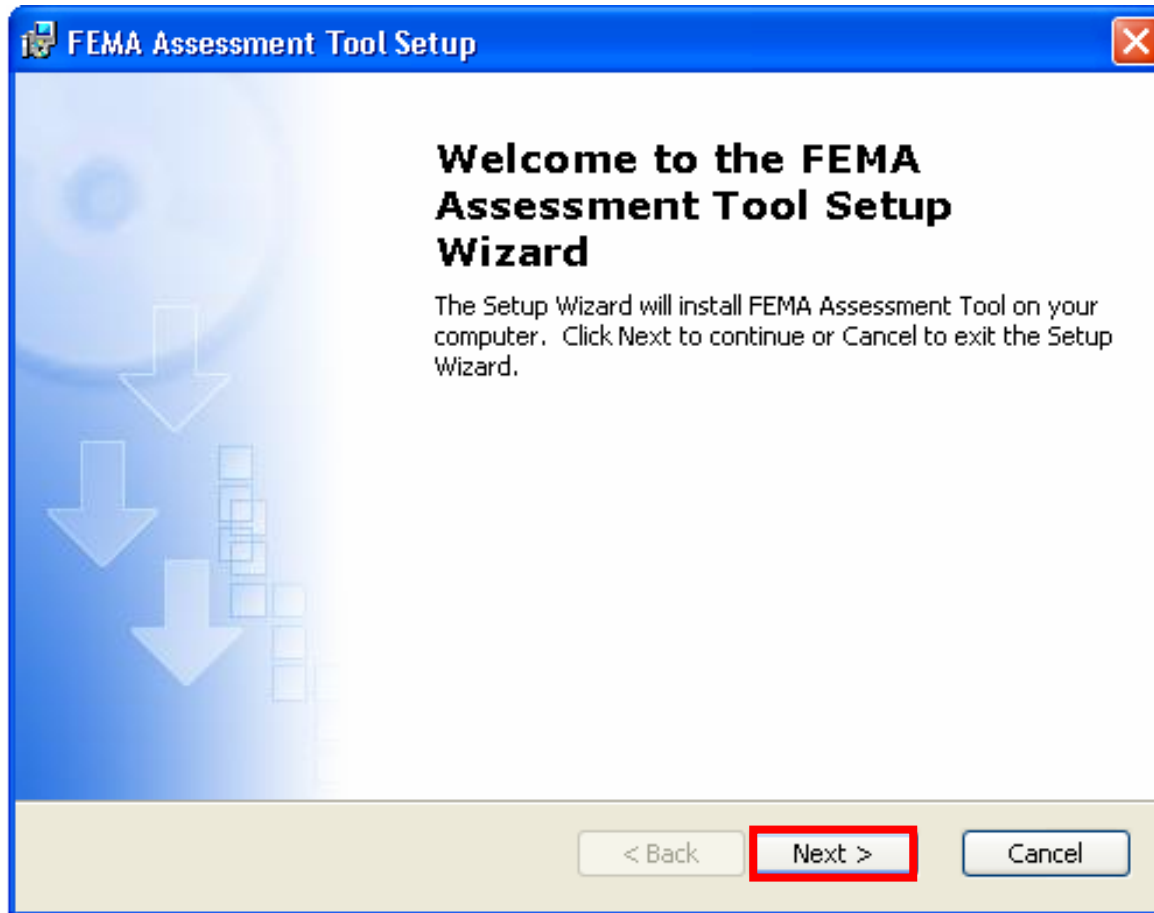 FEMA Assessment Tool Setup
Welcome to the FEMA
Assessment Tool Setup
Wizard
The Setup Wizard will install FEMA Assessment Tool on your
computer. Click Next to continue or Cancel to exit the Setup
Wizard.
< Back Next > Cancel